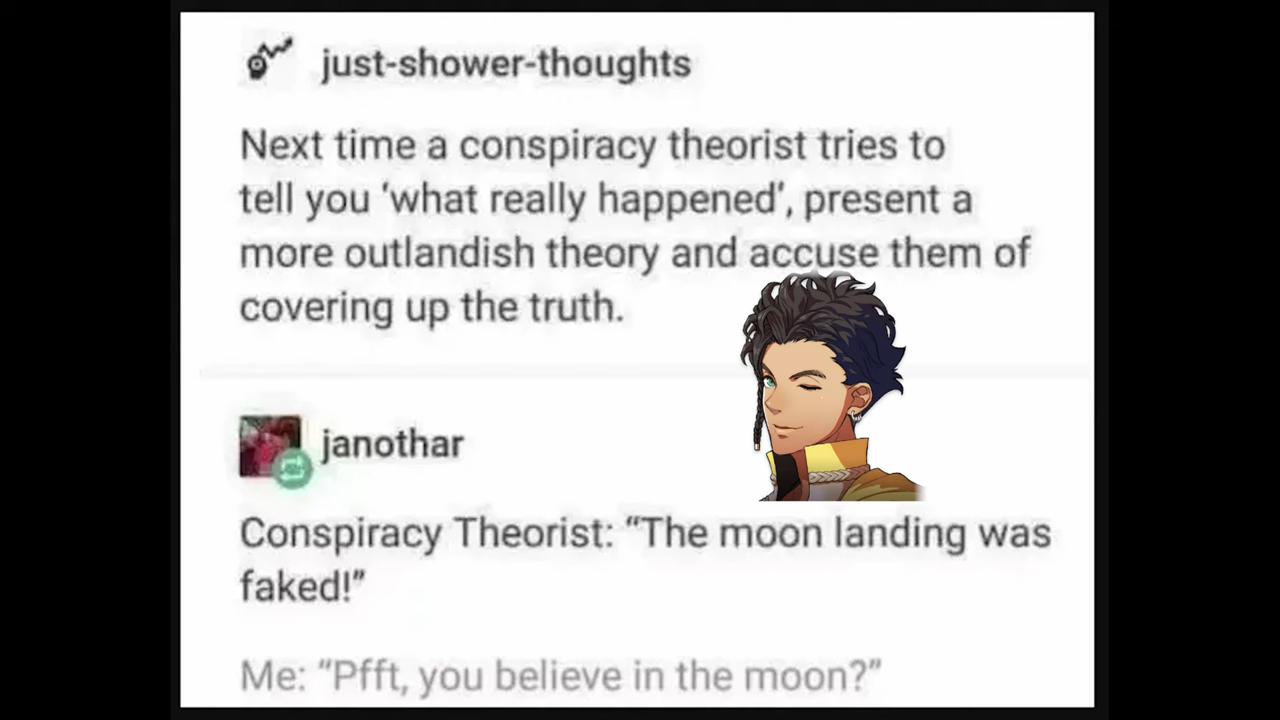 just-shower-thoughts
Next time a conspiracy theorist tries to
tell you ‘what really happened’, present a
more outlandish theory and accuse them of
covering up the truth.
janothar
Conspiracy Theorist: “The moon landing was
faked!”
Me: “Pfft, you believe in the moon?”